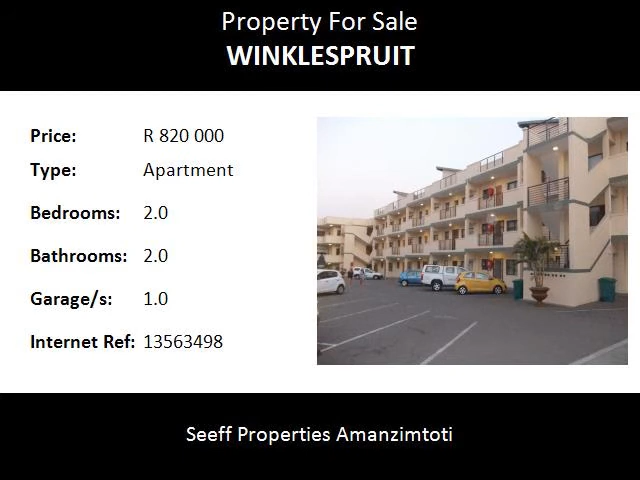 Property For Sale
WINKLESPRUIT
Price: R 820 000
Type: Apartment
Bedrooms: 2.0
Bathrooms: 2.0
Garage/s: 1.0
Internet Ref: 13563498
Seeff Properties Amanzimtoti